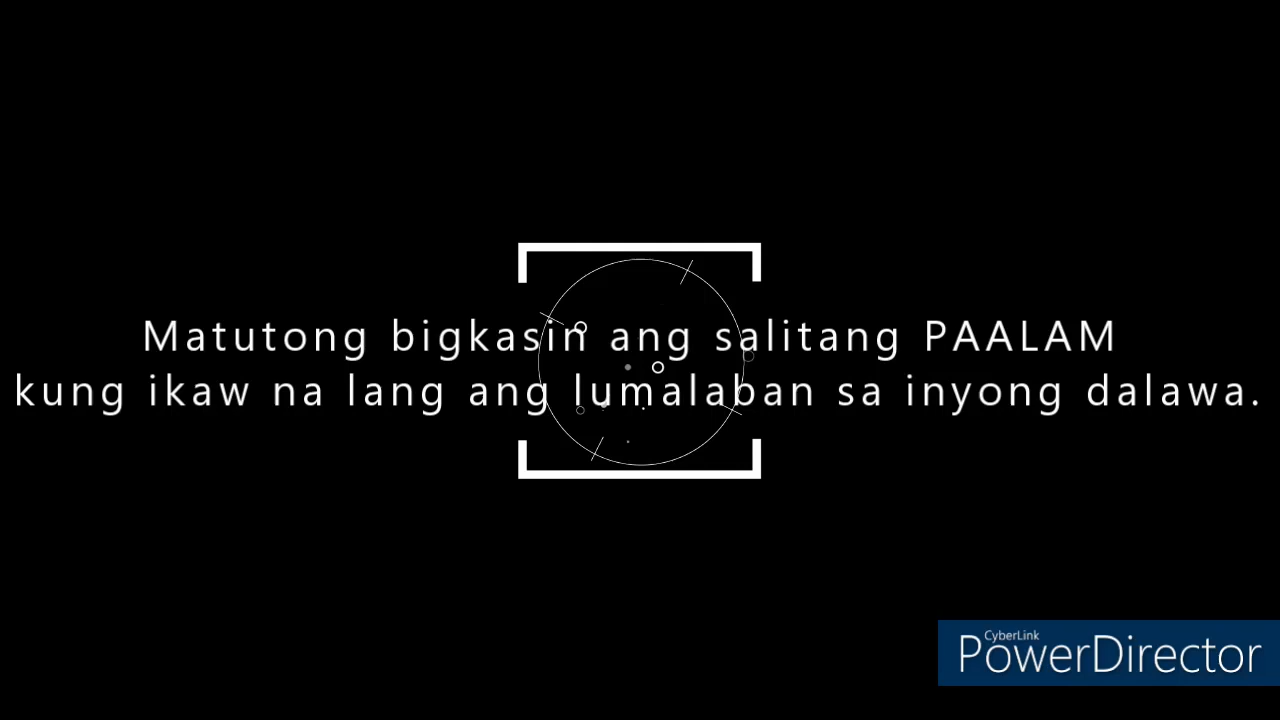 Matutong bigkasin ang salitang PAALAM
kung ikaw na lang ang lumalaban sa inyong dalawa.
CyberLink
PowerDirector